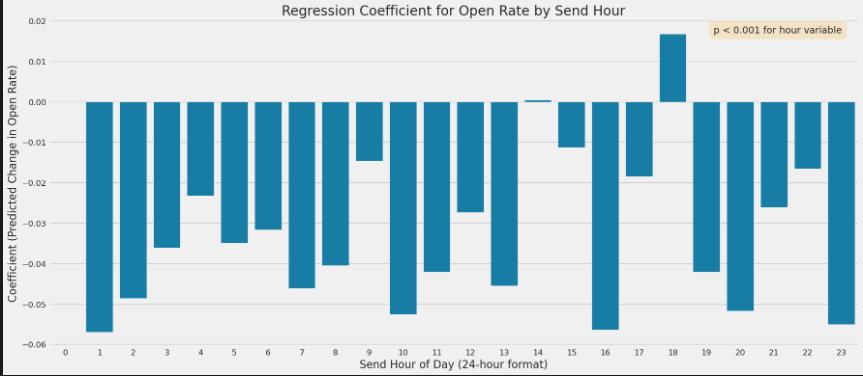 Regression Coefficient for Open Rate by Send Hour
p < 0.001 for hour variable
Coefficient (Predicted Change in Open Rate)
0.02
0.01
0.00
−0.01
−0.02
−0.03
−0.04
−0.05
−0.06
0 1 2 3 4 5 6 7 8 9 10 11 12 13 14 15 16 17 18 19 20 21 22 23
Send Hour of Day (24-hour format)